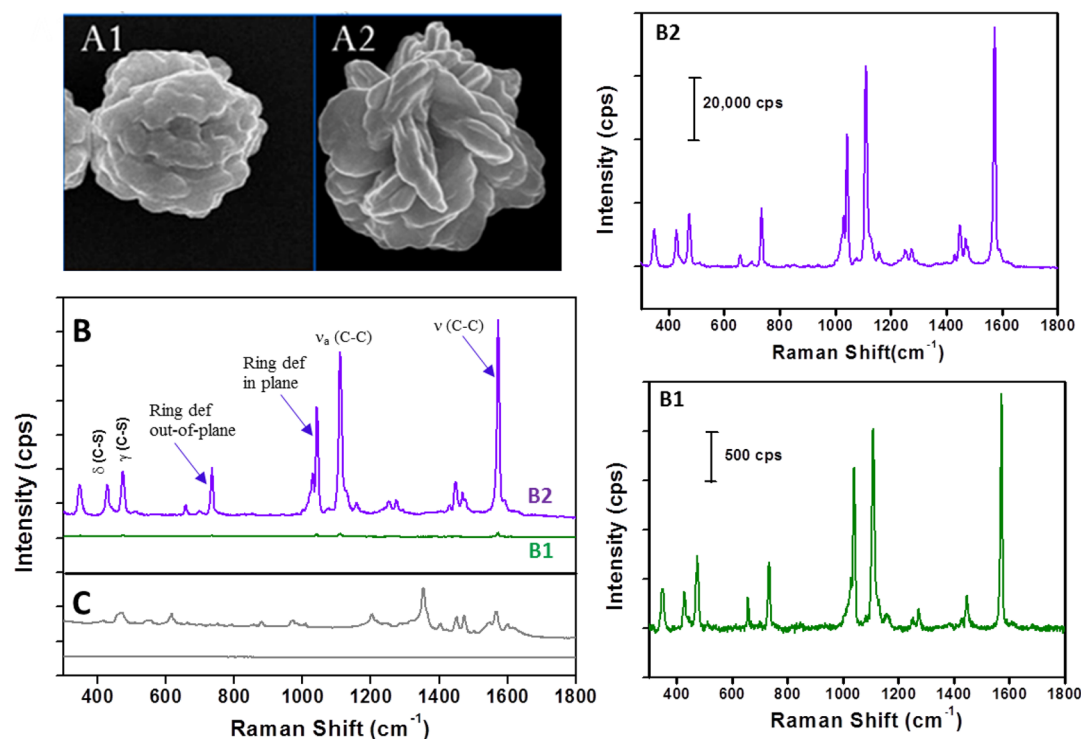 A1
A2
B
ν (C-C)
νa (C-C)
Ring def
in plane
Ring def
out-of-plane
δ (C-S)
γ (C-S)
B2
B1
C
Intensity (cps)
400 600 800 1000 1200 1400 1600 1800
Raman Shift (cm-1)
B2
20,000 cps
Intensity (cps)
400 600 800 1000 1200 1400 1600 1800
Raman Shift(cm-1)
B1
500 cps
Intensity (cps)
400 600 800 1000 1200 1400 1600 1800
Raman Shift (cm-1)